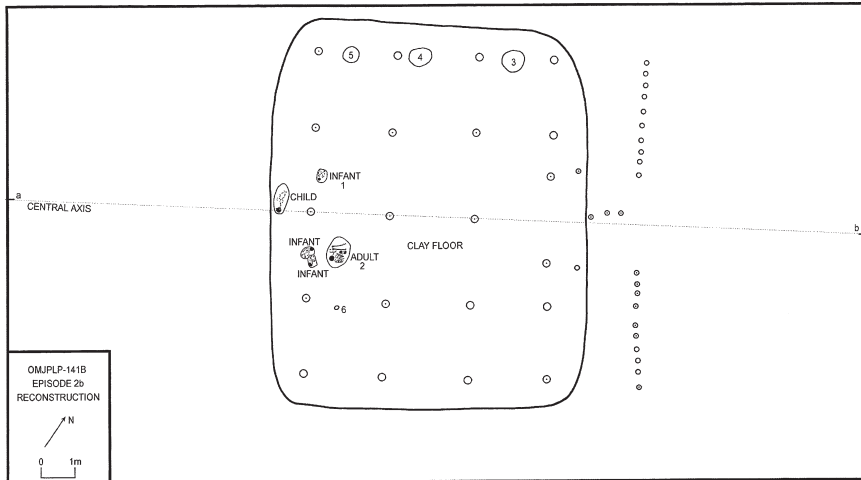 5
4
3
INFANT
1
a
CHILD
CENTRAL AXIS
b
CLAY FLOOR
INFANT
ADULT
2
INFANT
6
OMJPLP-141B
EPISODE 2b
RECONSTRUCTION
N
0 1m